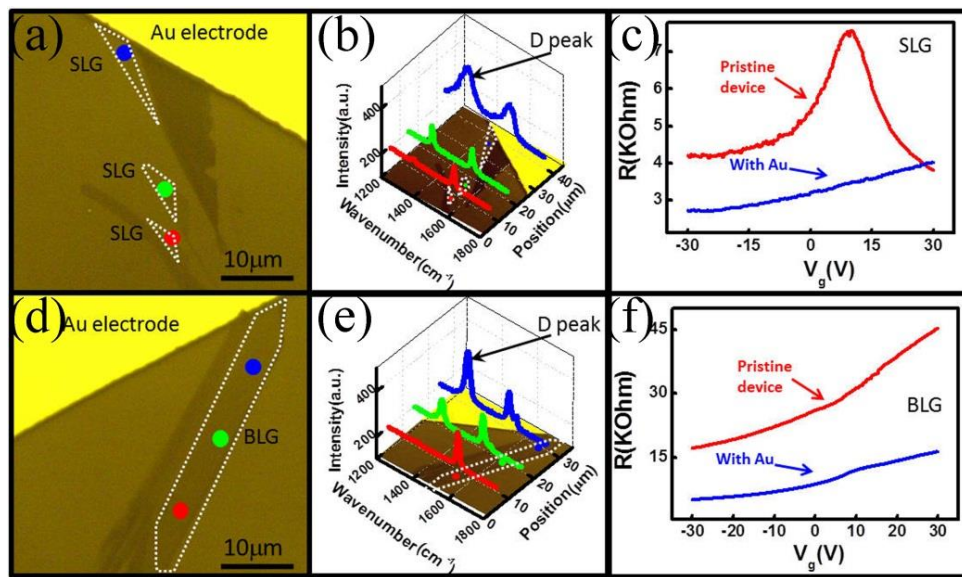 (a)
Au electrode
SLG
SLG
SLG
10μm
(b)
D peak
Intensity(a.u.)
400
200
1200
1400
1600
1800
Wavenumber(cm⁻¹)
0
10
20
30
40
Position(μm)
(c)
SLG
Pristine
device
With Au
R(KOhm)
7
6
5
4
3
-30
-15
0
15
30
Vg(V)
(d)
Au electrode
BLG
10μm
(e)
D peak
Intensity(a.u.)
400
200
1200
1400
1600
1800
Wavenumber(cm⁻¹)
0
10
20
30
Position(μm)
(f)
Pristine
device
BLG
With Au
R(KOhm)
45
30
15
-30
-20
-10
0
10
20
30
Vg(V)